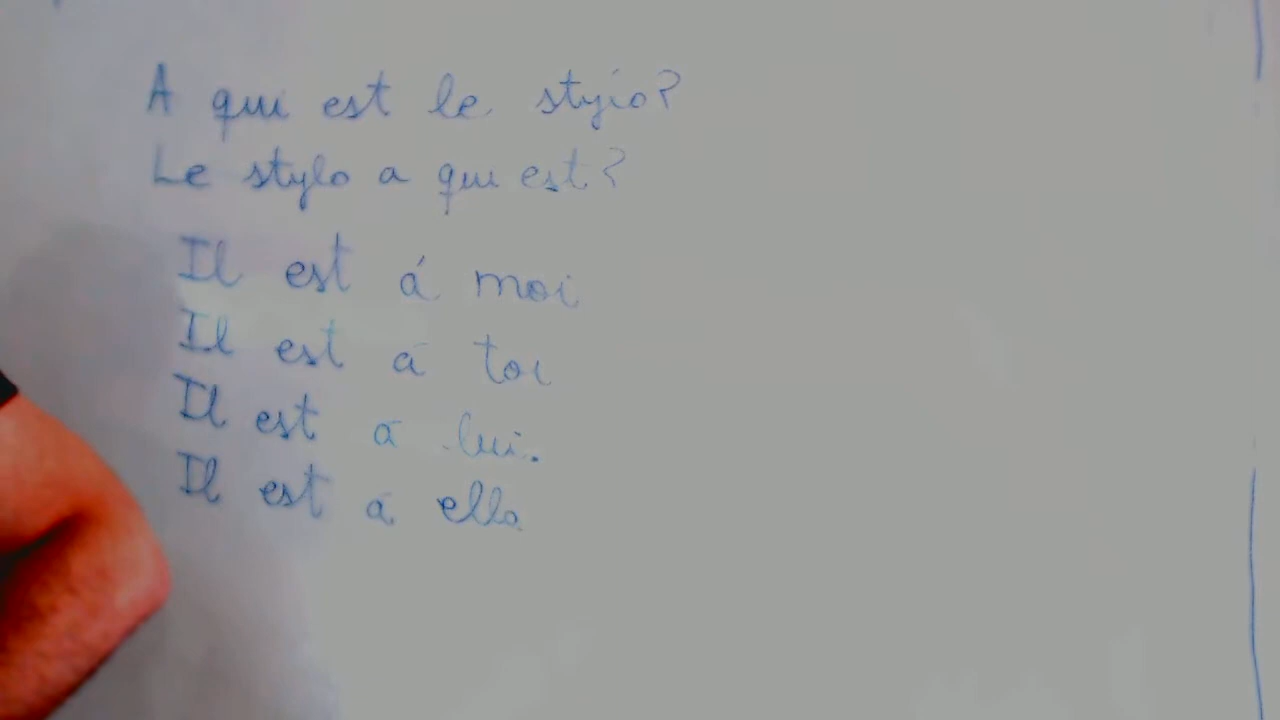 A qui est le stylo?
Le stylo a qui est?
Il est á moi
Il est á toi
Il est á lui.
Il est á elle